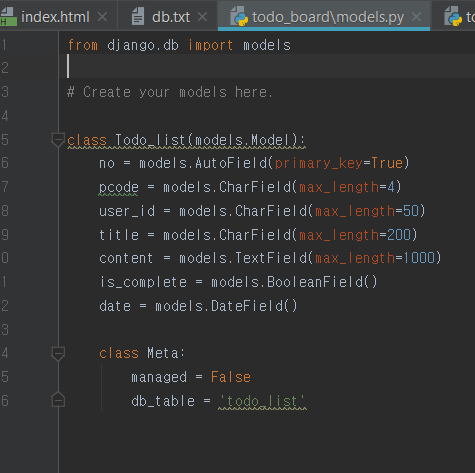 index.html × db.txt × todo_board\models.py ×
1 from django.db import models
2
3 # Create your models here.
4
5 class Todo_list(models.Model):
6     no = models.AutoField(primary_key=True)
7     pcode = models.CharField(max_length=4)
8     user_id = models.CharField(max_length=50)
9     title = models.CharField(max_length=200)
0     content = models.TextField(max_length=1000)
1     is_complete = models.BooleanField()
2     date = models.DateField()
3
4     class Meta:
5         managed = False
6         db_table = 'todo_list'